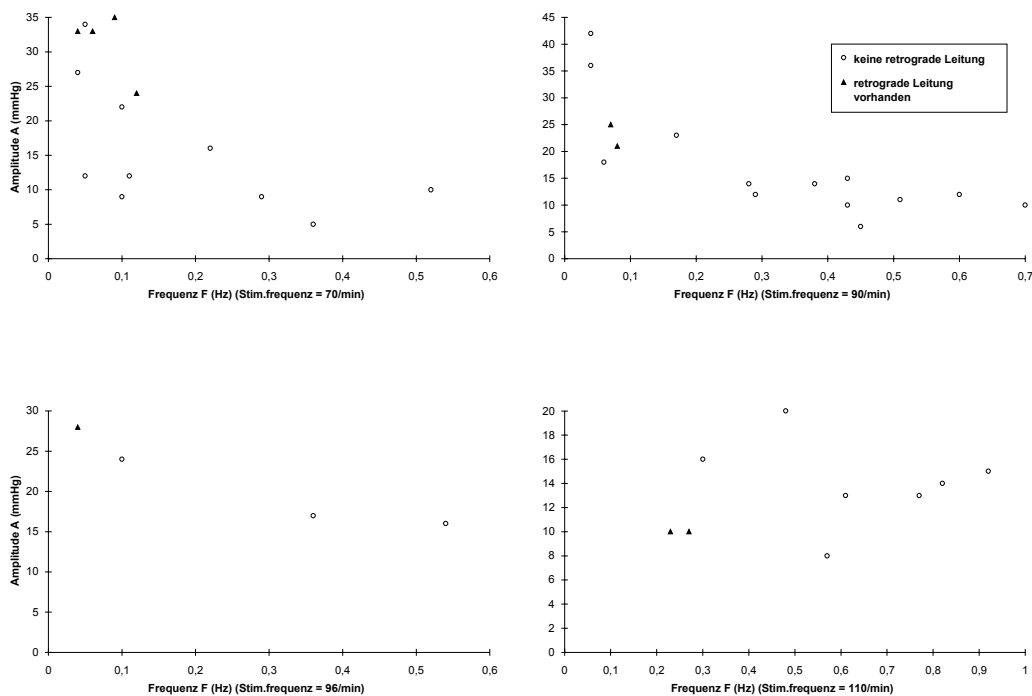 35
30
25
20
15
10
5
0
Amplitude A (mmHg)
0 0,1 0,2 0,3 0,4 0,5 0,6
Frequenz F (Hz) (Stim.frequenz = 70/min)
45
40
35
30
25
20
15
10
5
0
0 0,1 0,2 0,3 0,4 0,5 0,6 0,7
Frequenz F (Hz) (Stim.frequenz = 90/min)
keine retrograde Leitung
retrograde Leitung
vorhanden
30
25
20
15
10
5
0
Amplitude A (mmHg)
0 0,1 0,2 0,3 0,4 0,5 0,6
Frequenz F (Hz) (Stim.frequenz = 96/min)
20
18
16
14
12
10
8
6
4
2
0
0 0,1 0,2 0,3 0,4 0,5 0,6 0,7 0,8 0,9 1
Frequenz F (Hz) (Stim.frequenz = 110/min)